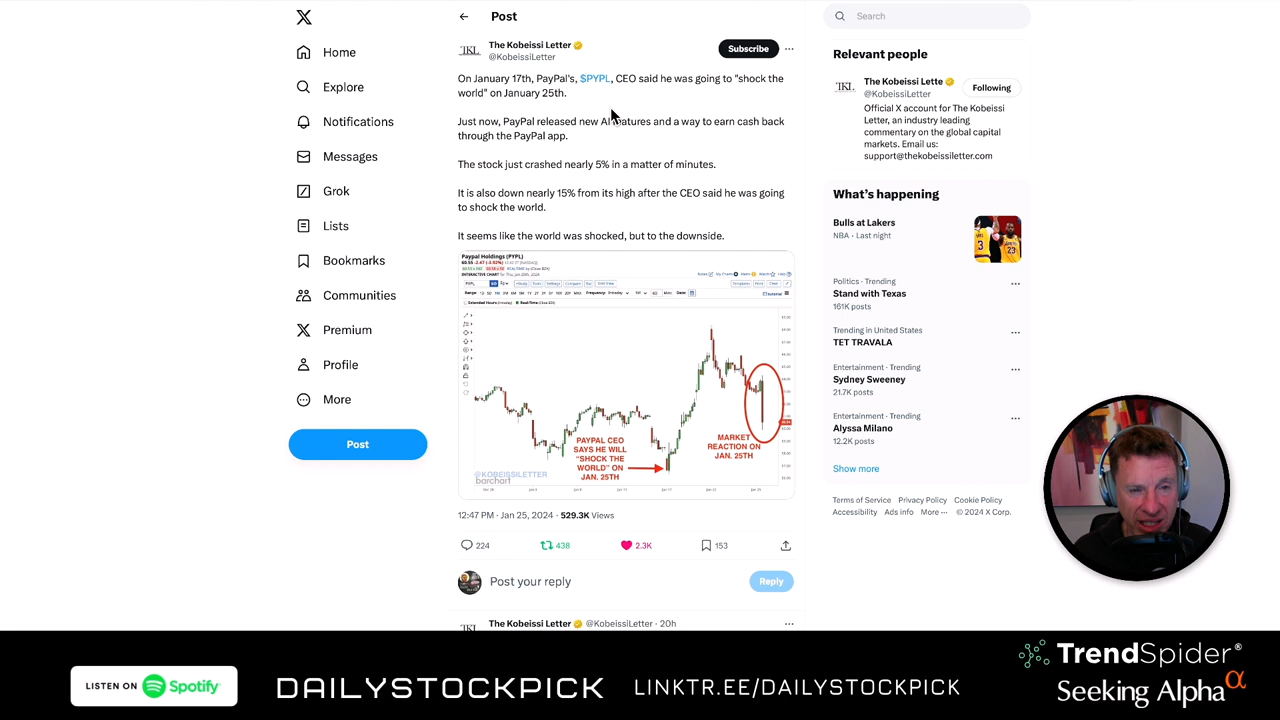 Post
Search
Home
Explore
Notifications
Messages
Grok
Lists
Bookmarks
Communities
Premium
Profile
More
Post
The Kobeissi Letter
@KobeissiLetter
Subscribe
On January 17th, PayPal's, $PYPL, CEO said he was going to "shock the
world" on January 25th.
Just now, PayPal released new AI features and a way to earn cash back
through the PayPal app.
The stock just crashed nearly 5% in a matter of minutes.
It is also down nearly 15% from its high after the CEO said he was going
to shock the world.
It seems like the world was shocked, but to the downside.
Paypal Holdings (PYPL)
PAYPAL CEO
SAYS HE WILL
"SHOCK THE
WORLD" ON
JAN. 25TH
MARKET
REACTION ON
JAN. 25TH
@KOBEISSILETTER
barchart
12:47 PM · Jan 25, 2024 · 529.3K Views
224
438
2.3K
153
Post your reply
Reply
The Kobeissi Letter @KobeissiLetter · 20h
Relevant people
The Kobeissi Lette
@KobeissiLetter
Following
Official X account for The Kobeissi
Letter, an industry leading
commentary on the global capital
markets. Email us:
support@thekobeissiletter.com
What's happening
Bulls at Lakers
NBA · Last night
Politics · Trending
Stand with Texas
161K posts
Trending in United States
TET TRAVALA
Entertainment · Trending
Sydney Sweeney
21.7K posts
Entertainment · Trending
Alyssa Milano
12.2K posts
Show more
Terms of Service Privacy Policy Cookie Policy
Accessibility Ads info More ··· © 2024 X Corp.
LISTEN ON Spotify
DAILYSTOCKPICK
LINKTR.EE/DAILYSTOCKPICK
TrendSpider®
Seeking Alpha α